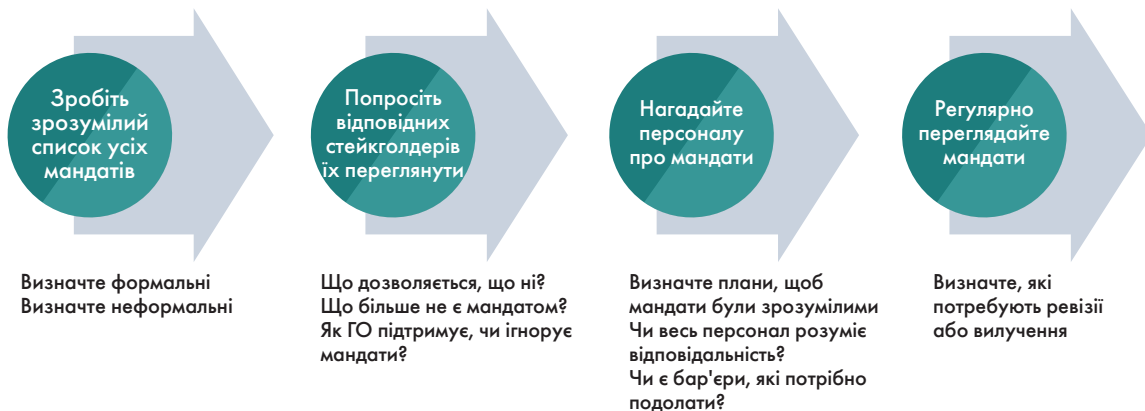 Зробіть
зрозумілий
список усіх
мандатів
Визначте формальні
Визначте неформальні
Попросіть
відповідних
стейкголдерів
їх переглянути
Що дозволяється, що ні?
Що більше не є мандатом?
Як ГО підтримує, чи ігнорує
мандати?
Нагадайте
персоналу
про мандати
Визначте плани, щоб
мандати були зрозумілими
Чи весь персонал розуміє
відповідальність?
Чи є бар'єри, які потрібно
подолати?
Регулярно
переглядайте
мандати
Визначте, які
потребують ревізії
або вилучення